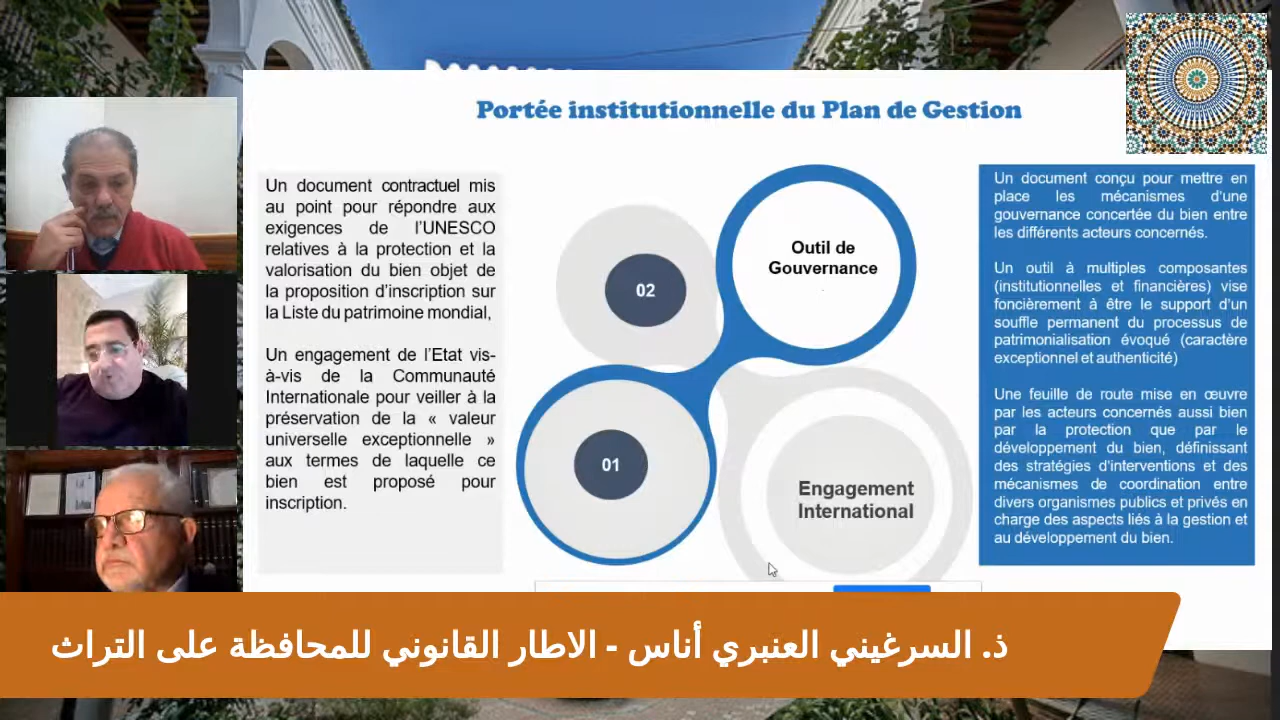 Portée institutionnelle du Plan de Gestion
Un document contractuel mis
au point pour répondre aux
exigences de l'UNESCO
relatives à la protection et la
valorisation du bien objet de
la proposition d'inscription sur
la Liste du patrimoine mondial,
Un engagement de l'Etat vis-
à-vis de la Communauté
Internationale pour veiller à la
préservation de la « valeur
universelle exceptionnelle »
aux termes de laquelle ce
bien est proposé pour
inscription.
02
Outil de
Gouvernance
01
Engagement
International
Un document conçu pour mettre en
place les mécanismes d'une
gouvernance concertée du bien entre
les différents acteurs concernés.
Un outil à multiples composantes
(institutionnelles et financières) vise
foncièrement à être le support d'un
souffle permanent du processus de
patrimonialisation évoqué (caractère
exceptionnel et authenticité)
Une feuille de route mise en œuvre
par les acteurs concernés aussi bien
par la protection que par le
développement du bien, définissant
des stratégies d'interventions et des
mécanismes de coordination entre
divers organismes publics et privés en
charge des aspects liés à la gestion et
au développement du bien.
ذ. السرغيني العنبري أناس - الاطار القانوني للمحافظة على التراث